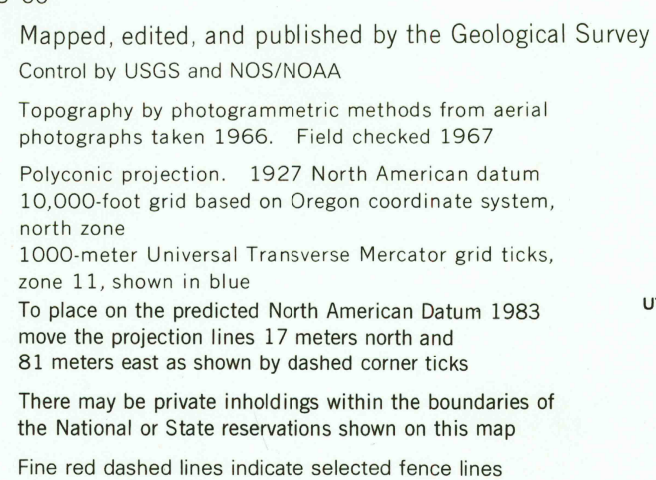 Mapped, edited, and published by the Geological Survey
Control by USGS and NOS/NOAA
Topography by photogrammetric methods from aerial
photographs taken 1966. Field checked 1967
Polyconic projection. 1927 North American datum
10,000-foot grid based on Oregon coordinate system,
north zone
1000-meter Universal Transverse Mercator grid ticks,
zone 11, shown in blue
To place on the predicted North American Datum 1983
move the projection lines 17 meters north and
81 meters east as shown by dashed corner ticks
There may be private inholdings within the boundaries of
the National or State reservations shown on this map
Fine red dashed lines indicate selected fence lines